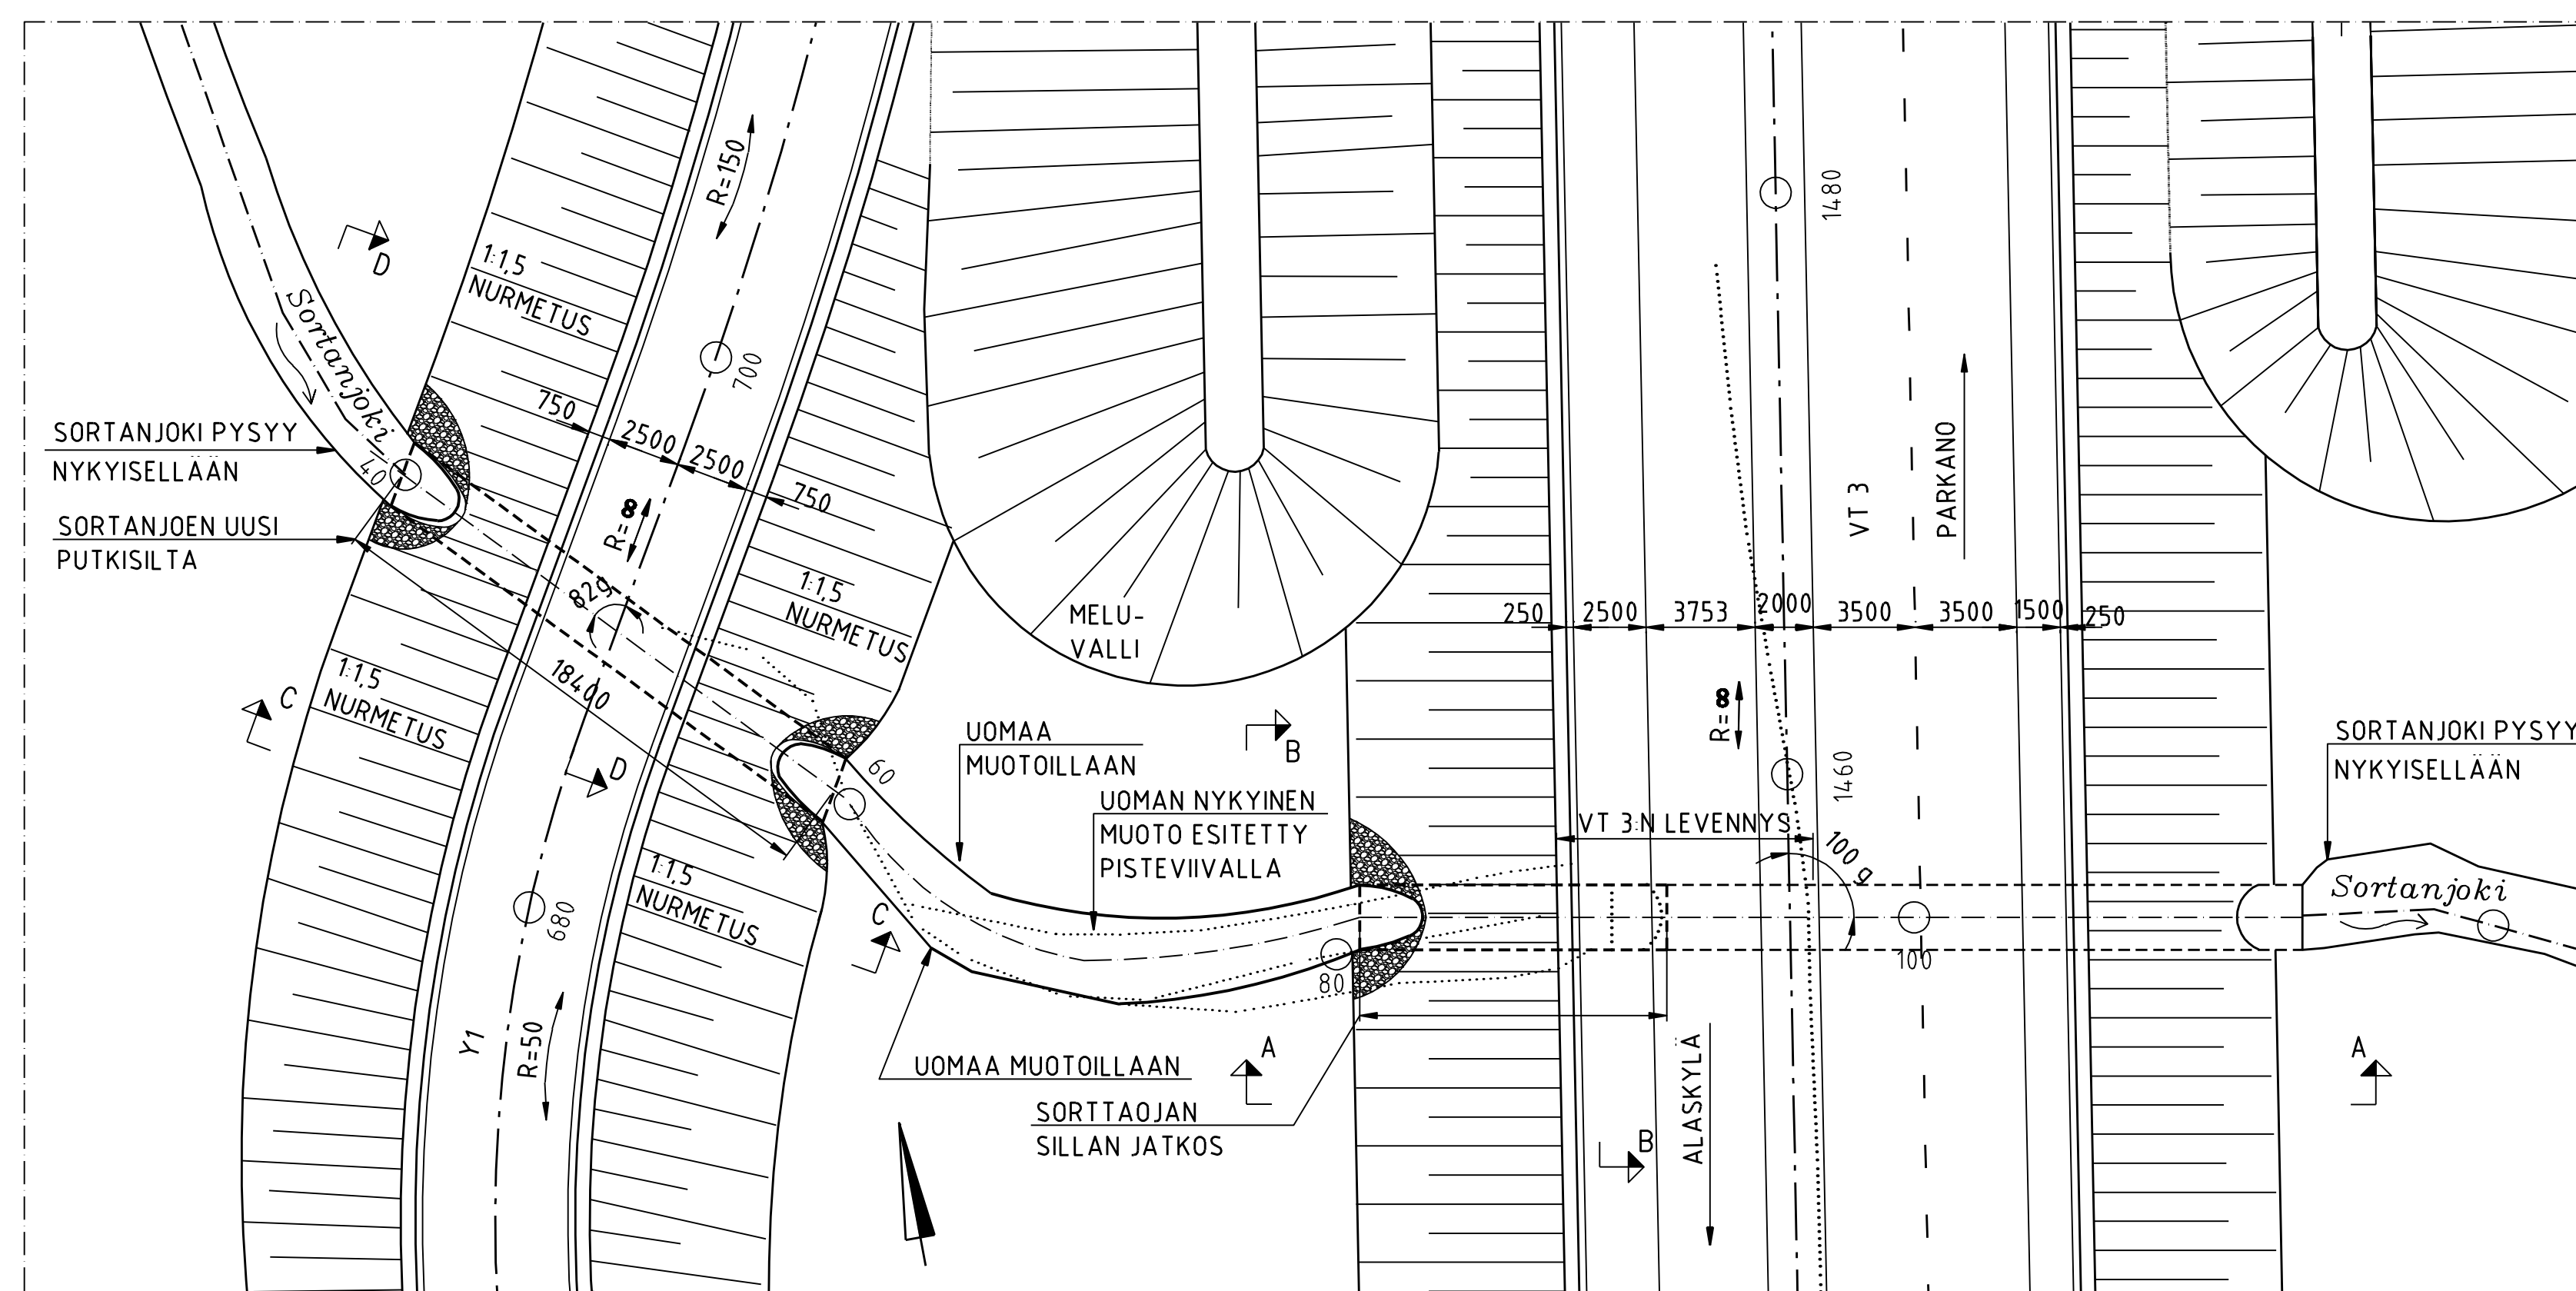 R=150
1480
D
1:1,5
NURMETUS
Sortanjoki
700
750
2500
2500
750
SORTANJOKI PYSYY
NYKYISELLÄÄN
40
SORTANJOEN UUSI
PUTKISILTA
R=8
829
18400
1:1,5
NURMETUS
MELU-
VALLI
VT 3
PARKANO
250
2500
3753
2000
3500
3500
1500
250
1:1,5
NURMETUS
C
D
60
UOMAA
MUOTOILLAAN
B
R=8
1460
SORTANJOKI PYSYY
NYKYISELLÄÄN
UOMAN NYKYINEN
MUOTO ESITETTY
PISTEVIIVALLA
VT 3:N LEVENNYS
100 g
1:1,5
NURMETUS
680
C
Sortanjoki
100
80
Y1
R=50
UOMAA MUOTOILLAAN
A
A
SORTTAOJAN
SILLAN JATKOS
ALASKYLÄ
B